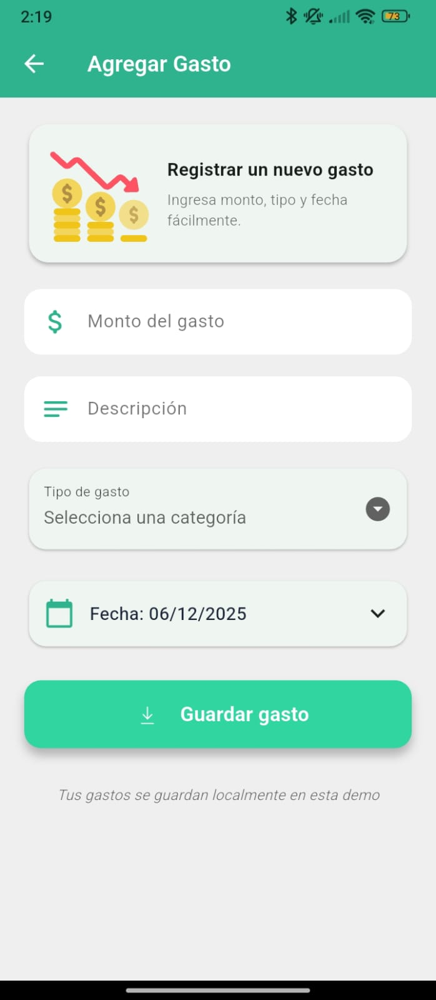 2:19
73
Agregar Gasto
Registrar un nuevo gasto
Ingresa monto, tipo y fecha
fácilmente.
$
$
$
$
Monto del gasto
Descripción
Tipo de gasto
Selecciona una categoría
Fecha: 06/12/2025
Guardar gasto
Tus gastos se guardan localmente en esta demo